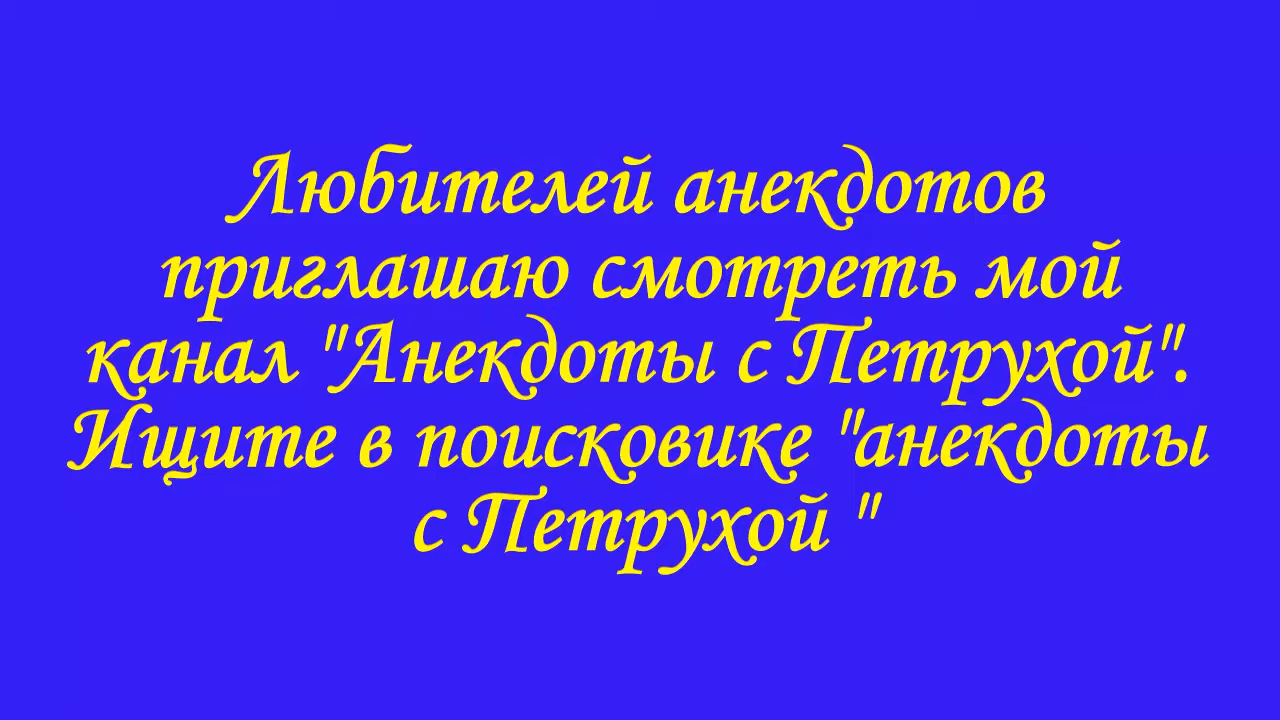 Любителей анекдотов
приглашаю смотреть мой
канал "Анекдоты с Петрухой".
Ищите в поисковике "анекдоты
с Петрухой "